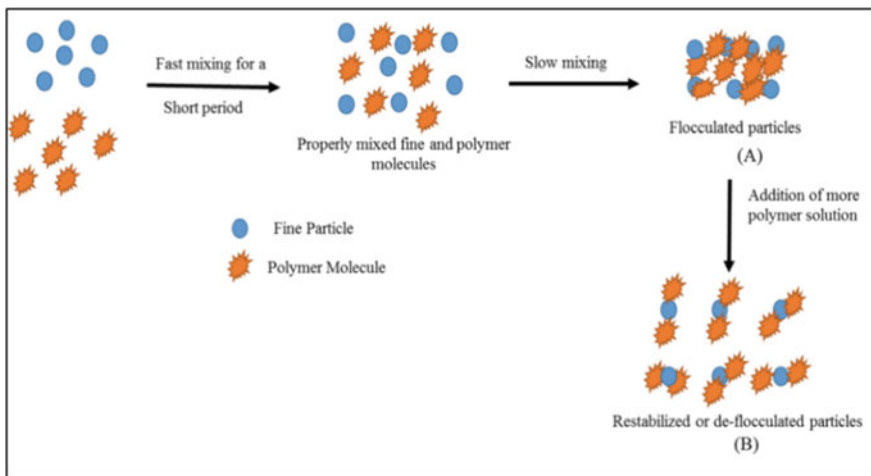 Fast mixing for a
Short period
Properly mixed fine and polymer
molecules
Slow mixing
Flocculated particles
(A)
Addition of more
polymer solution
Fine Particle
Polymer Molecule
Restabilized or de-flocculated particles
(B)